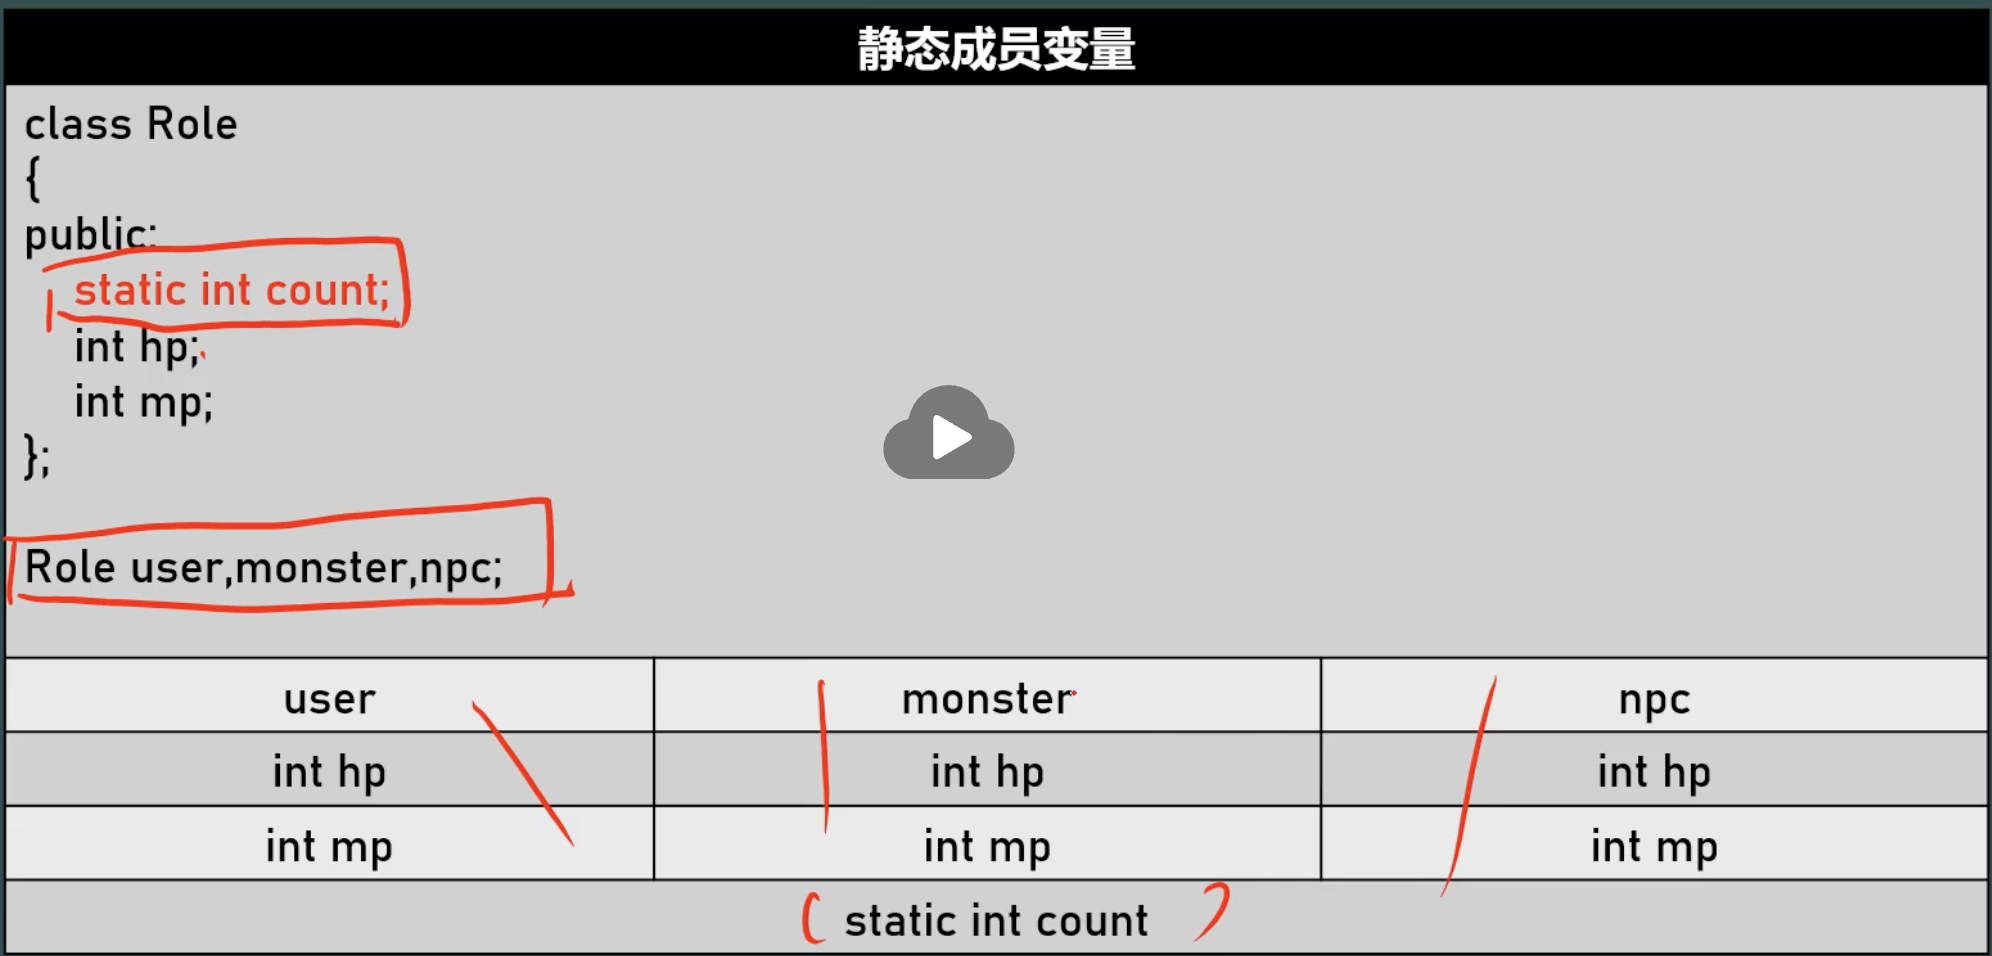 静态成员变量
class Role
{
public:
static int count;
int hp;
int mp;
};
Role user,monster,npc;
user monster npc
int hp int hp int hp
int mp int mp int mp
static int count